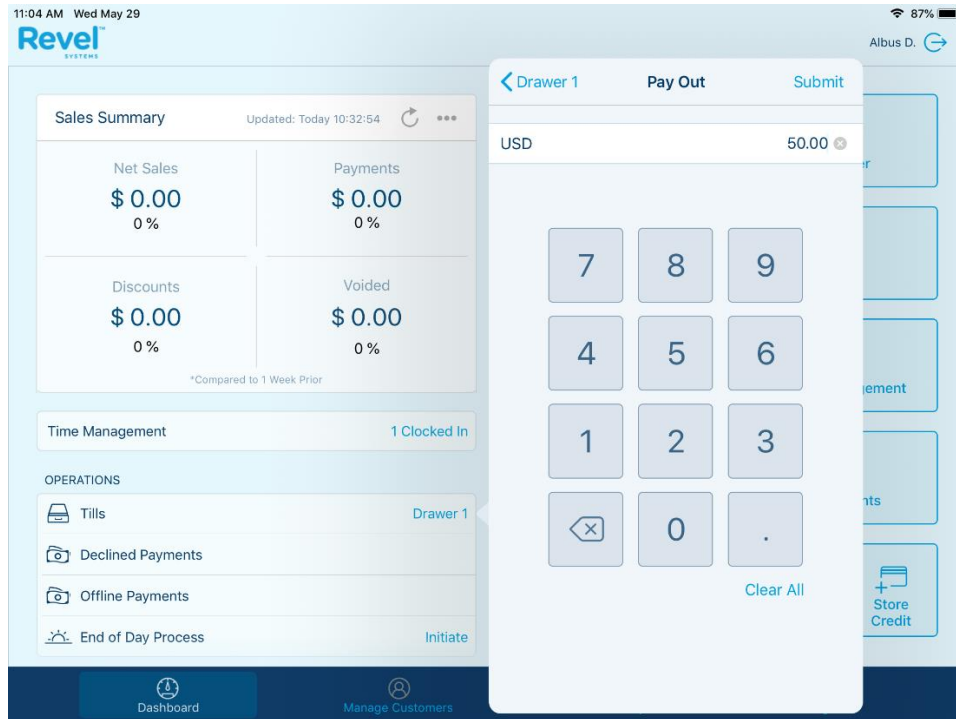 11:04 AM Wed May 29
87%
Revel
SYSTEMS
Albus D.
Sales Summary
Updated: Today 10:32:54
Net Sales
$ 0.00
0 %
Payments
$ 0.00
0 %
Discounts
$ 0.00
0 %
Voided
$ 0.00
0 %
*Compared to 1 Week Prior
Time Management
1 Clocked In
OPERATIONS
Tills
Drawer 1
Declined Payments
Offline Payments
End of Day Process
Initiate
Drawer 1
Pay Out
Submit
USD
50.00
7 8 9
4 5 6
1 2 3
0 .
Clear All
Store
Credit
Dashboard
Manage Customers